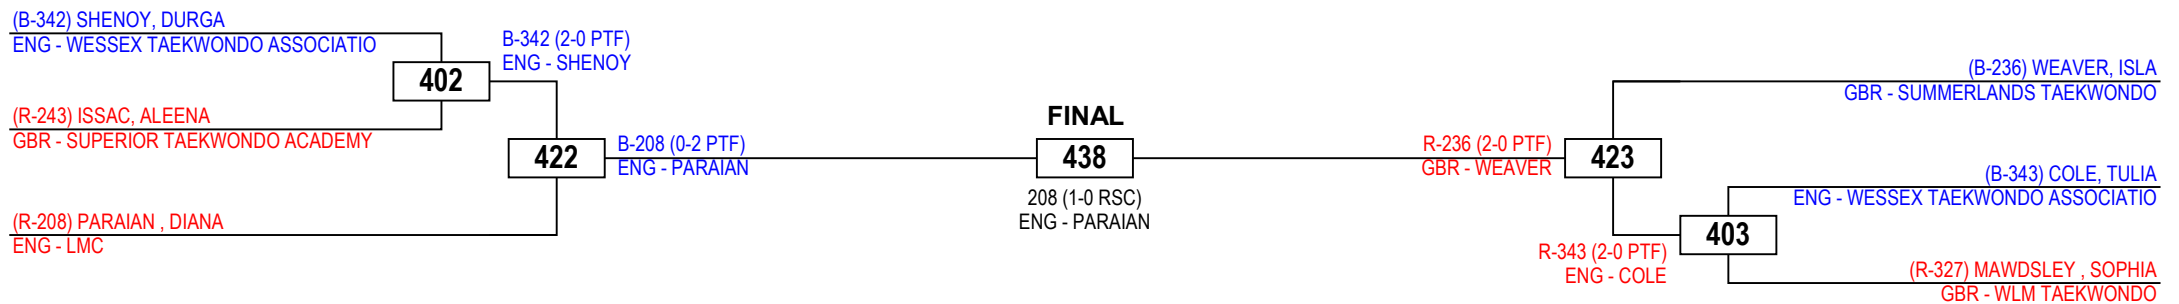 (B-342) SHENOY, DURGA
ENG - WESSEX TAEKWONDO ASSOCIATIO
B-342 (2-0 PTF)
ENG - SHENOY
402
(R-243) ISSAC, ALEENA
GBR - SUPERIOR TAEKWONDO ACADEMY
422
B-208 (0-2 PTF)
ENG - PARAIAN
(R-208) PARAIAN , DIANA
ENG - LMC
FINAL
438
208 (1-0 RSC)
ENG - PARAIAN
(B-236) WEAVER, ISLA
GBR - SUMMERLANDS TAEKWONDO
R-236 (2-0 PTF)
GBR - WEAVER
423
(B-343) COLE, TULIA
ENG - WESSEX TAEKWONDO ASSOCIATIO
403
R-343 (2-0 PTF)
ENG - COLE
(R-327) MAWDSLEY , SOPHIA
GBR - WLM TAEKWONDO